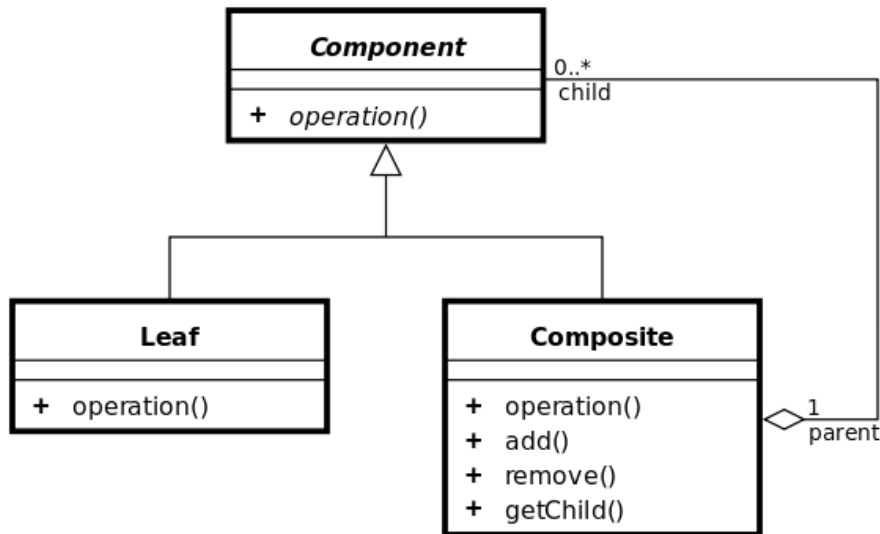 Component
+ operation()
0..*
child
Leaf
+ operation()
Composite
+ operation()
+ add()
+ remove()
+ getChild()
1
parent